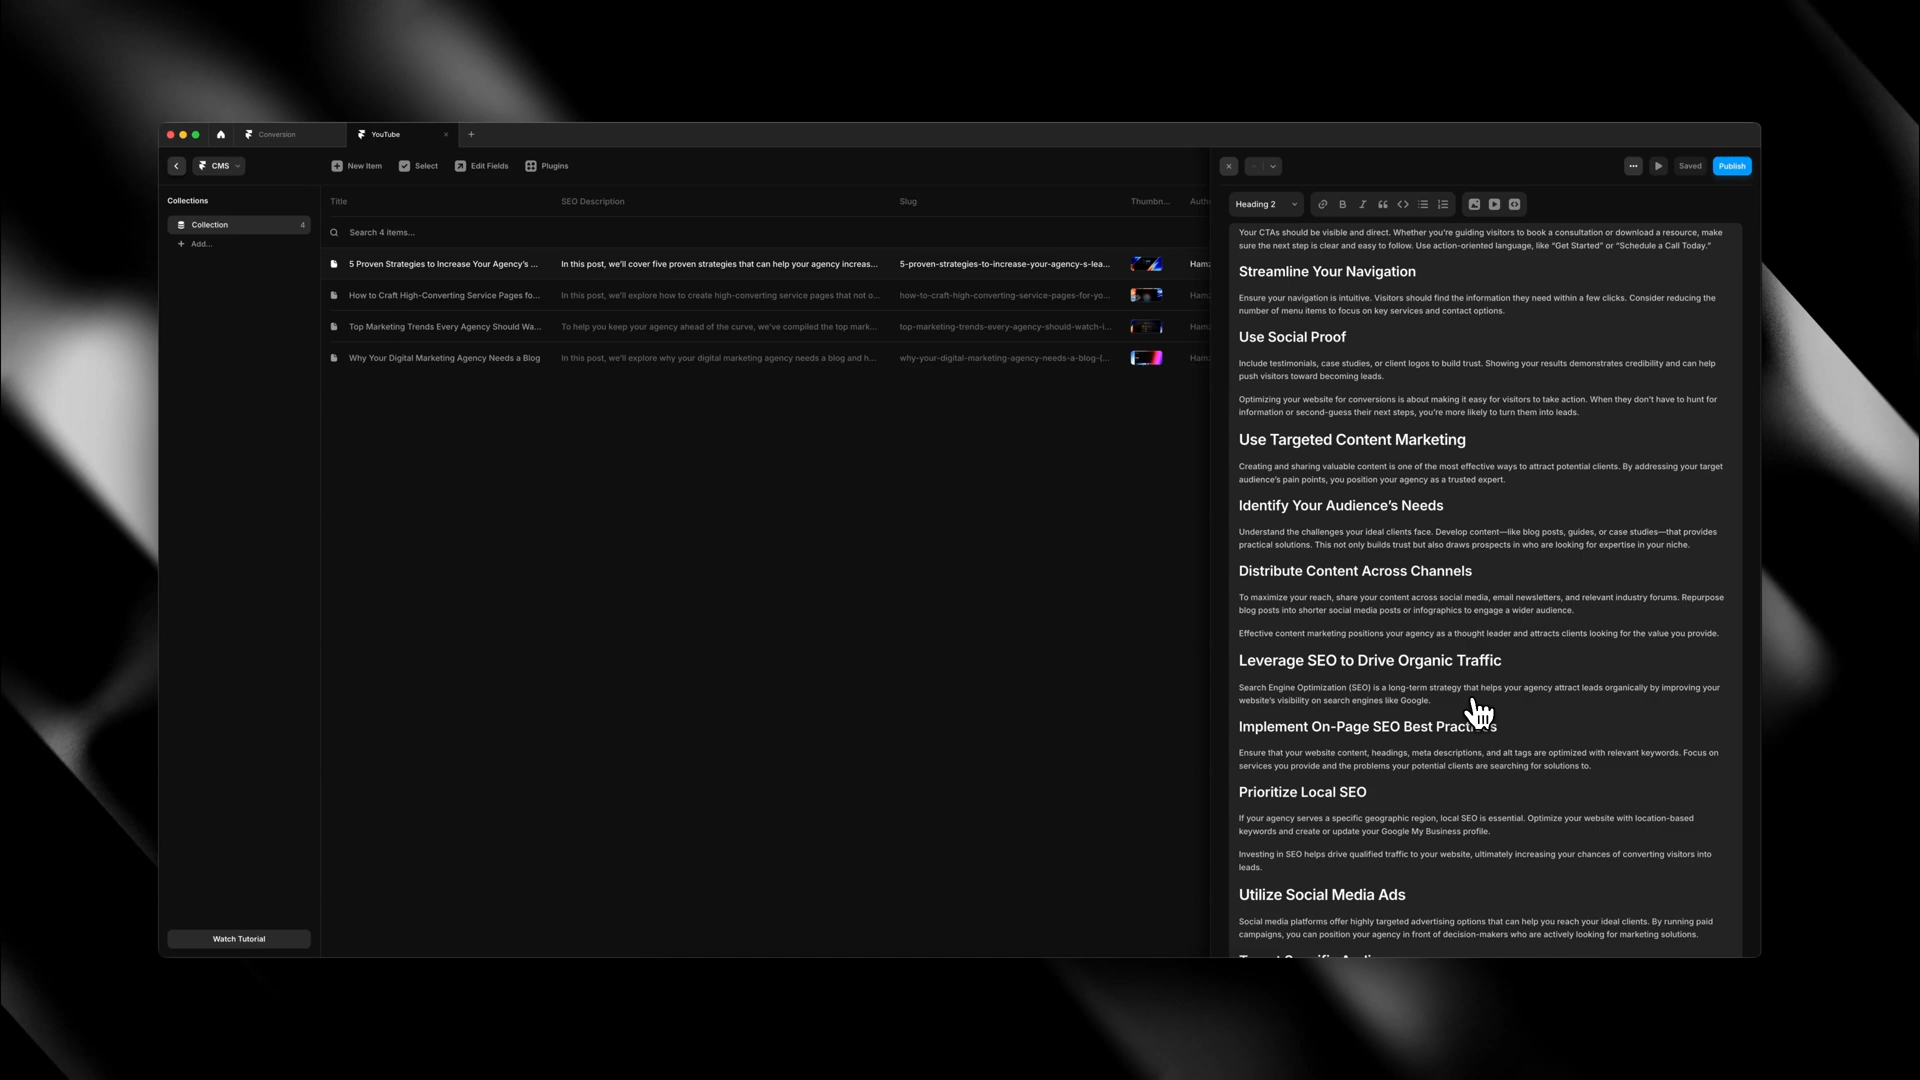 Conversion
YouTube
CMS
New Item
Select
Edit Fields
Plugins
Saved
Publish
Collections
Collection
4
Add...
Watch Tutorial
Title
SEO Description
Slug
Thumbn...
Search 4 items...
5 Proven Strategies to Increase Your Agency's ...
In this post, we'll cover five proven strategies that can help your agency increas...
5-proven-strategies-to-increase-your-agency-s-lea...
How to Craft High-Converting Service Pages fo...
In this post, we'll explore how to create high-converting service pages that not o...
how-to-craft-high-converting-service-pages-for-yo...
Top Marketing Trends Every Agency Should Wa...
To help you keep your agency ahead of the curve, we've compiled the top mark...
top-marketing-trends-every-agency-should-watch-i...
Why Your Digital Marketing Agency Needs a Blog
In this post, we'll explore why your digital marketing agency needs a blog and h...
why-your-digital-marketing-agency-needs-a-blog-(...
Heading 2
Your CTAs should be visible and direct. Whether you're guiding visitors to book a consultation or download a resource, make
sure the next step is clear and easy to follow. Use action-oriented language, like “Get Started” or “Schedule a Call Today.”
Streamline Your Navigation
Ensure your navigation is intuitive. Visitors should find the information they need within a few clicks. Consider reducing the
number of menu items to focus on key services and contact options.
Use Social Proof
Include testimonials, case studies, or client logos to build trust. Showing your results demonstrates credibility and can help
push visitors toward becoming leads.
Optimizing your website for conversions is about making it easy for visitors to take action. When they don't have to hunt for
information or second-guess their next steps, you're more likely to turn them into leads.
Use Targeted Content Marketing
Creating and sharing valuable content is one of the most effective ways to attract potential clients. By addressing your target
audience's pain points, you position your agency as a trusted expert.
Identify Your Audience's Needs
Understand the challenges your ideal clients face. Develop content—like blog posts, guides, or case studies—that provides
practical solutions. This not only builds trust but also draws prospects in who are looking for expertise in your niche.
Distribute Content Across Channels
To maximize your reach, share your content across social media, email newsletters, and relevant industry forums. Repurpose
blog posts into shorter social media posts or infographics to engage a wider audience.
Effective content marketing positions your agency as a thought leader and attracts clients looking for the value you provide.
Leverage SEO to Drive Organic Traffic
Search Engine Optimization (SEO) is a long-term strategy that helps your agency attract leads organically by improving your
website's visibility on search engines like Google.
Implement On-Page SEO Best Practices
Ensure that your website content, headings, meta descriptions, and alt tags are optimized with relevant keywords. Focus on
services you provide and the problems your potential clients are searching for solutions to.
Prioritize Local SEO
If your agency serves a specific geographic region, local SEO is essential. Optimize your website with location-based
keywords and create or update your Google My Business profile.
Investing in SEO helps drive qualified traffic to your website, ultimately increasing your chances of converting visitors into
leads.
Utilize Social Media Ads
Social media platforms offer highly targeted advertising options that can help you reach your ideal clients. By running paid
campaigns, you can position your agency in front of decision-makers who are actively looking for marketing solutions.